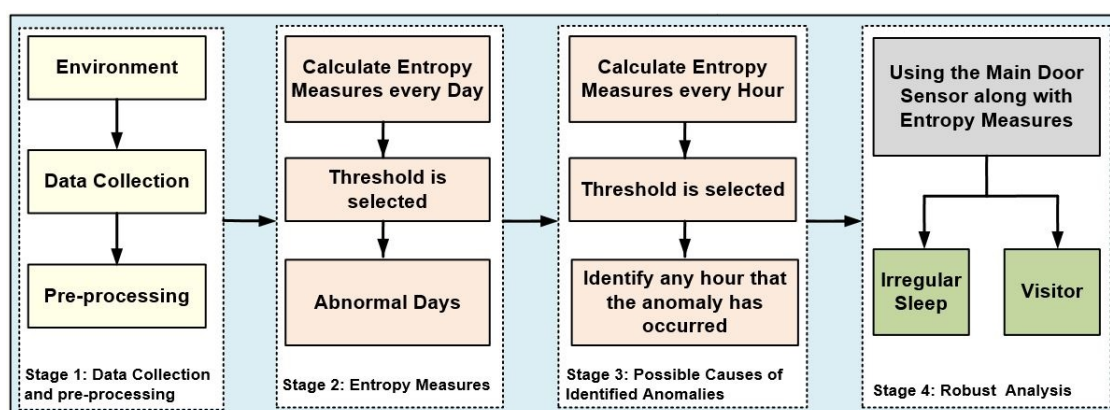 Environment
Data Collection
Pre-processing
Stage 1: Data Collection
and pre-processing
Calculate Entropy
Measures every Day
Threshold is
selected
Abnormal Days
Stage 2: Entropy Measures
Calculate Entropy
Measures every Hour
Threshold is selected
Identify any hour that
the anomaly has
occurred
Stage 3: Possible Causes of
Identified Anomalies
Using the Main Door
Sensor along with
Entropy Measures
Irregular
Sleep
Visitor
Stage 4: Robust Analysis